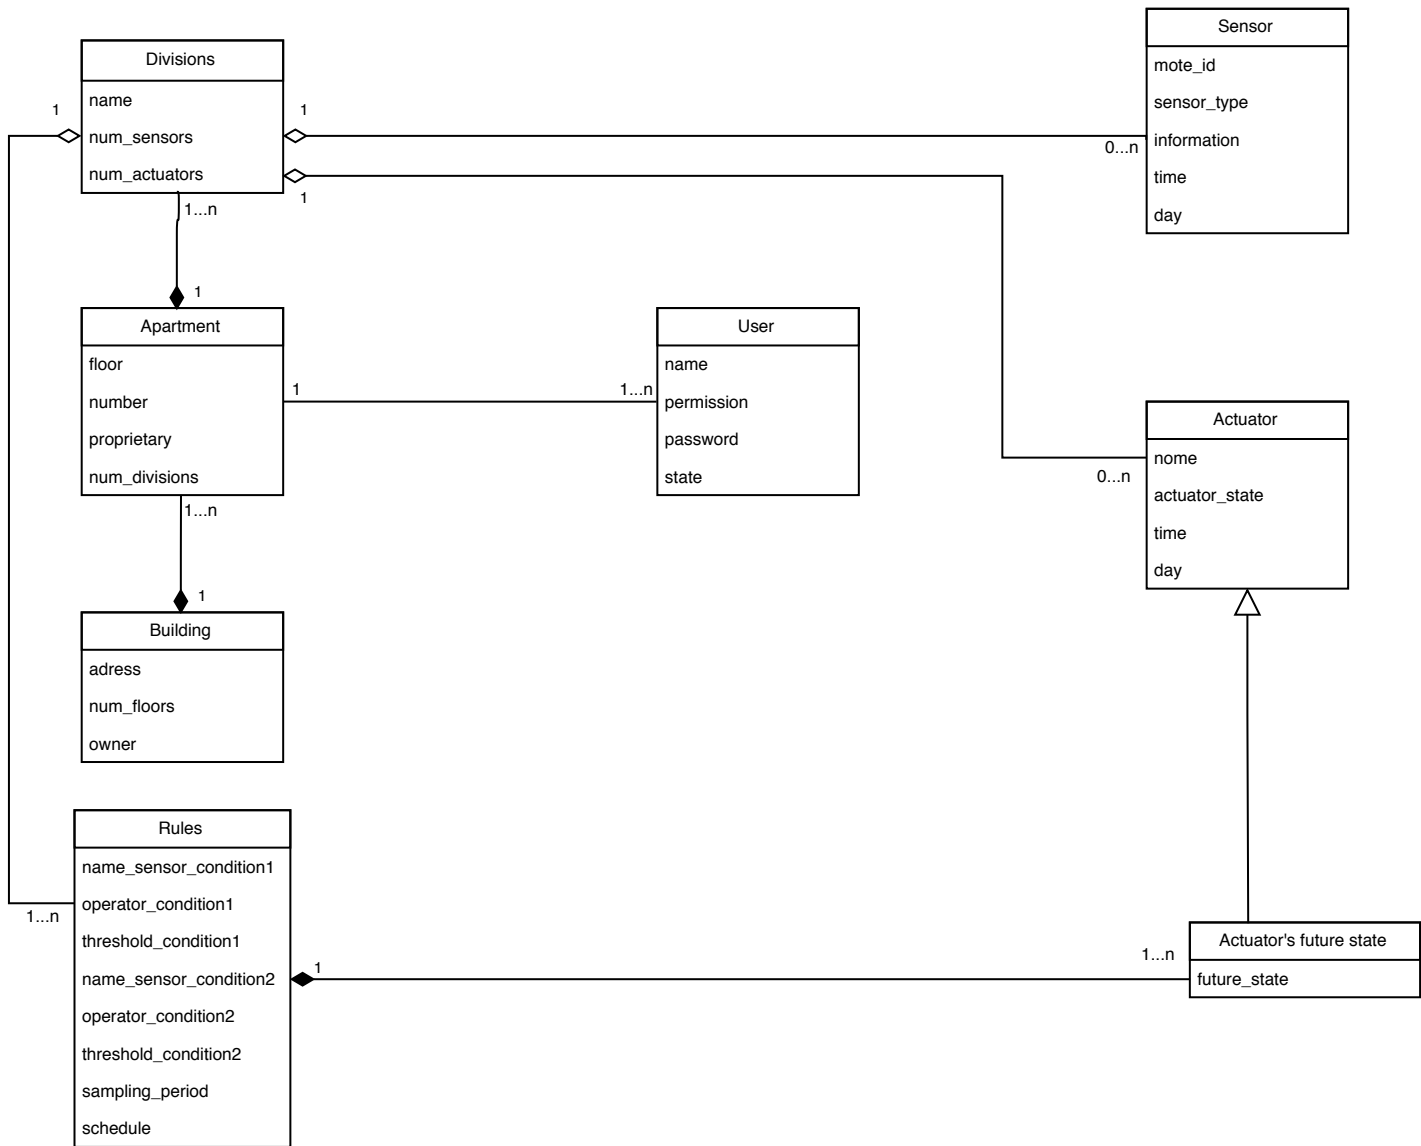 Sensor
mote_id
sensor_type
information
time
day
Divisions
name
num_sensors
num_actuators
1
1
0...n
1
1...n
1
Apartment
floor
number
proprietary
num_divisions
1
1...n
User
name
permission
password
state
Actuator
nome
actuator_state
time
day
0...n
1...n
1
Building
adress
num_floors
owner
Rules
name_sensor_condition1
operator_condition1
threshold_condition1
name_sensor_condition2
operator_condition2
threshold_condition2
sampling_period
schedule
1...n
1
1...n
Actuator's future state
future_state